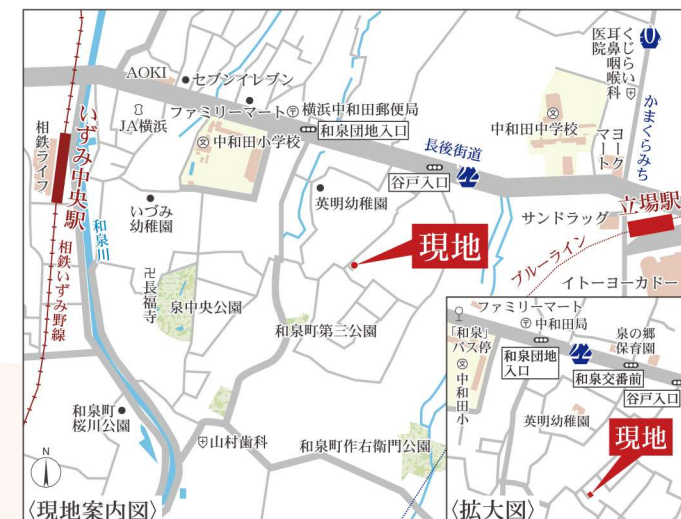 AOKI
セブンイレブン
ファミリーマート
横浜中和田郵便局
JA横浜
中和田小学校
和泉団地入口
長後街道
中和田中学校
くじらい
耳鼻咽喉科
医院
かまくらみち
ヨーク
マート
谷戸入口
22
相鉄ライフ
いずみ中央駅
相鉄いずみ野線
和泉川
いづみ
幼稚園
英明幼稚園
サンドラッグ
立場駅
ブルーライン
イトーヨーカドー
現地
長福寺
泉中央公園
和泉町第三公園
和泉町
桜川公園
山村歯科
和泉町作右衛門公園
N
〈現地案内図〉
ファミリーマート
中和田局
「和泉」
バス停
中和田小
和泉団地
入口
22
泉の郷
保育園
和泉交番前
谷戸入口
英明幼稚園
現地
〈拡大図〉